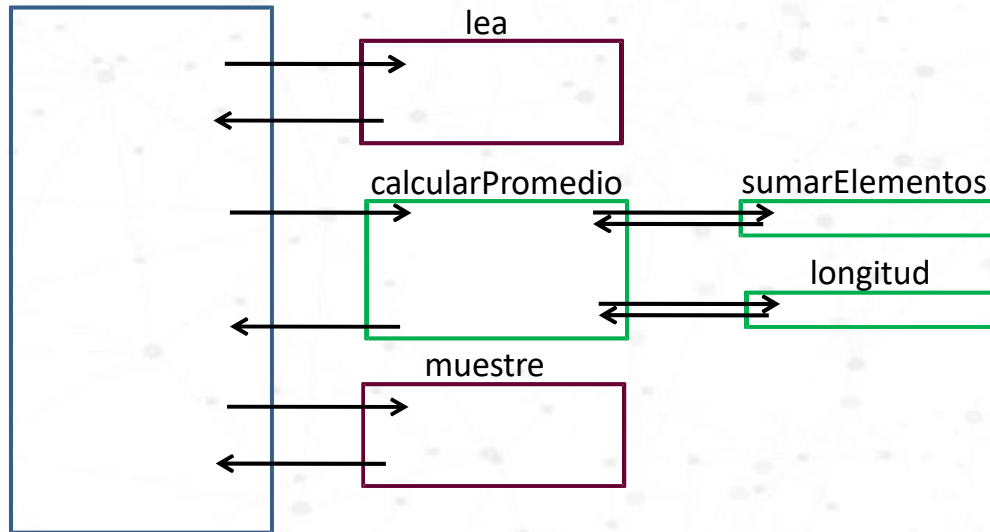 lea
calcularPromedio
sumarElementos
longitud
muestre